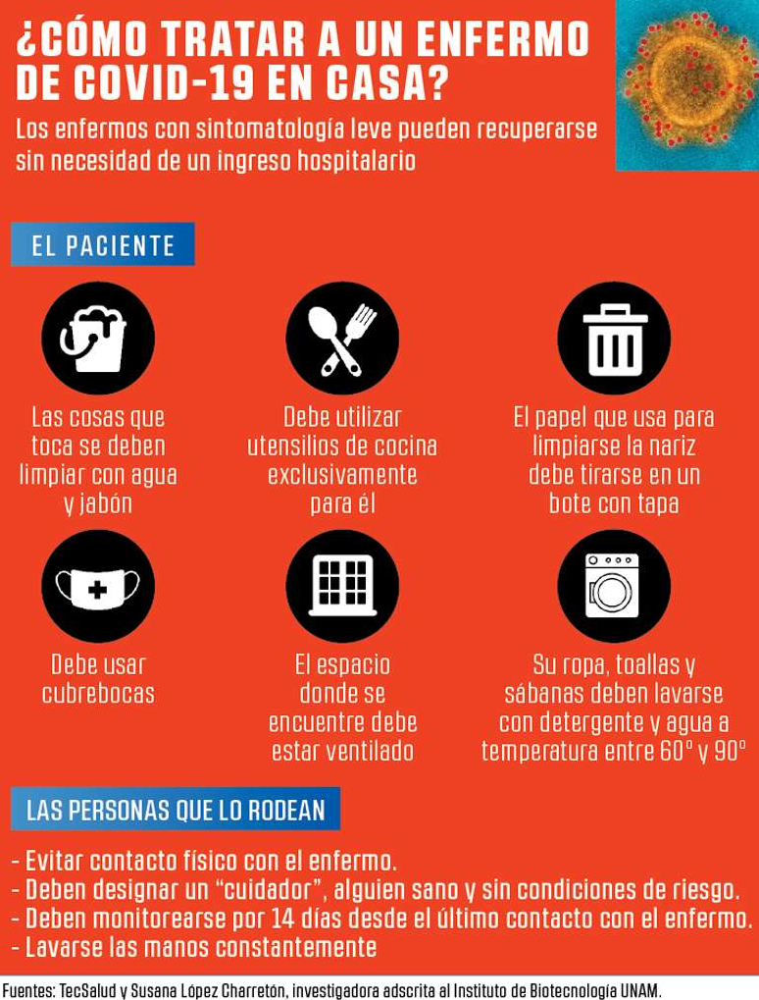 ¿CÓMO TRATAR A UN ENFERMO
DE COVID-19 EN CASA?
Los enfermos con sintomatología leve pueden recuperarse
sin necesidad de un ingreso hospitalario
EL PACIENTE
Las cosas que
toca se deben
limpiar con agua
y jabón
Debe utilizar
utensilios de cocina
exclusivamente
para él
El papel que usa para
limpiarse la nariz
debe tirarse en un
bote con tapa
Debe usar
cubrebocas
El espacio
donde se
encuentre debe
estar ventilado
Su ropa, toallas y
sábanas deben lavarse
con detergente y agua a
temperatura entre 60° y 90°
LAS PERSONAS QUE LO RODEAN
- Evitar contacto físico con el enfermo.
- Deben designar un “cuidador”, alguien sano y sin condiciones de riesgo.
- Deben monitorearse por 14 días desde el último contacto con el enfermo.
- Lavarse las manos constantemente
Fuentes: TecSalud y Susana López Charretón, investigadora adscrita al Instituto de Biotecnología UNAM.